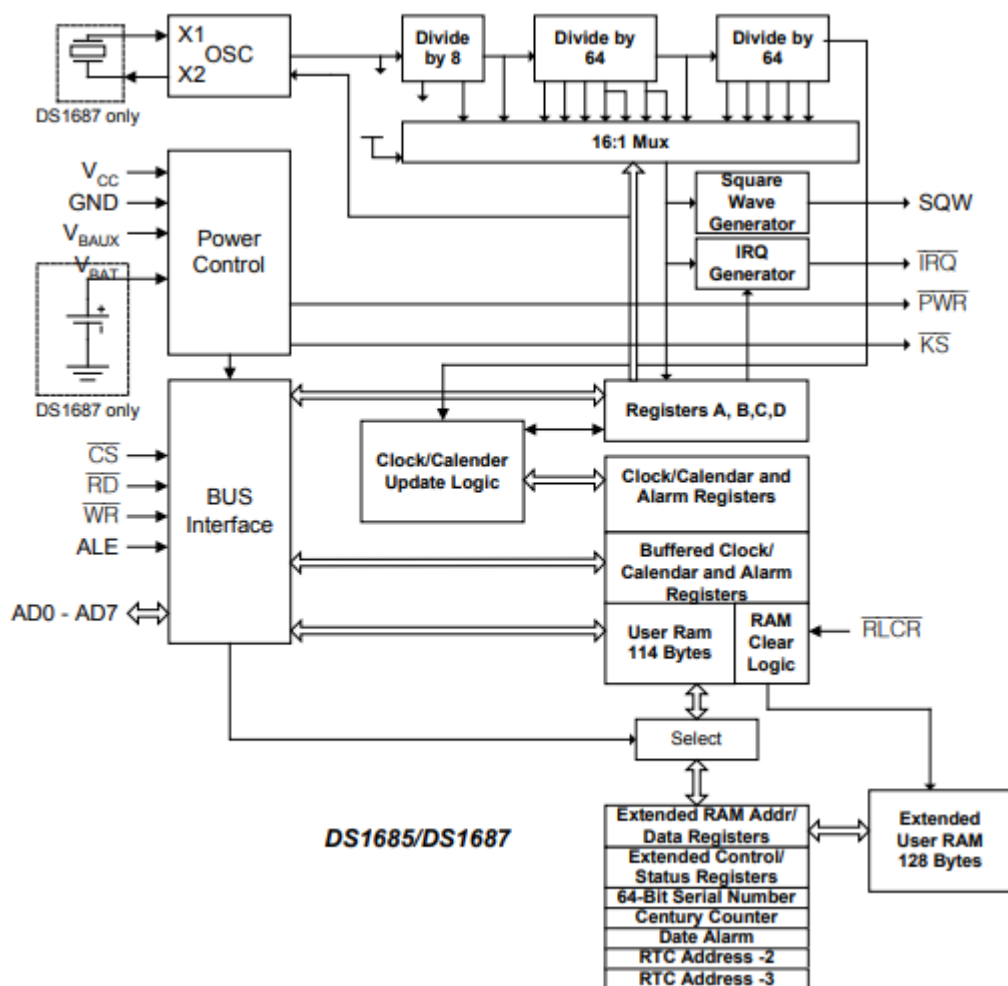 X1
OSC
X2
DS1687 only
Divide
by 8
Divide by
64
Divide by
64
16:1 Mux
Square
Wave
Generator
SQW
IRQ
Generator
IRQ
PWR
KS
VCC
GND
VBAUX
VBAT
Power
Control
+
DS1687 only
Registers A, B,C,D
Clock/Calender
Update Logic
Clock/Calendar and
Alarm Registers
Buffered Clock/
Calendar and Alarm
Registers
User Ram
114 Bytes
RAM
Clear
Logic
RLCR
CS
RD
WR
ALE
AD0 - AD7
BUS
Interface
Select
DS1685/DS1687
Extended RAM Addr/
Data Registers
Extended Control/
Status Registers
64-Bit Serial Number
Century Counter
Date Alarm
RTC Address -2
RTC Address -3
Extended
User RAM
128 Bytes